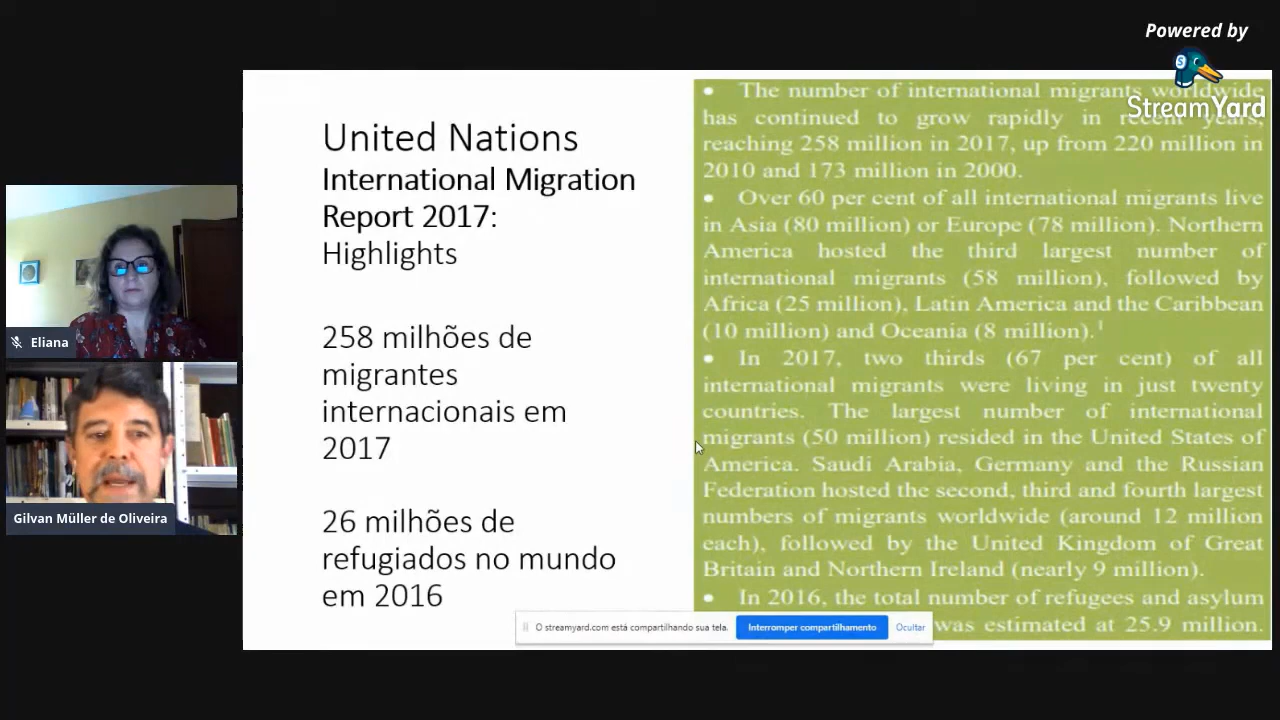 Powered by
StreamYard
United Nations
International Migration
Report 2017:
Highlights
258 milhões de
migrantes
internacionais em
2017
26 milhões de
refugiados no mundo
em 2016
• The number of international migrants worldwide
has continued to grow rapidly in recent years,
reaching 258 million in 2017, up from 220 million in
2010 and 173 million in 2000.
• Over 60 per cent of all international migrants live
in Asia (80 million) or Europe (78 million). Northern
America hosted the third largest number of
international migrants (58 million), followed by
Africa (25 million), Latin America and the Caribbean
(10 million) and Oceania (8 million).¹
• In 2017, two thirds (67 per cent) of all
international migrants were living in just twenty
countries. The largest number of international
migrants (50 million) resided in the United States of
America. Saudi Arabia, Germany and the Russian
Federation hosted the second, third and fourth largest
numbers of migrants worldwide (around 12 million
each), followed by the United Kingdom of Great
Britain and Northern Ireland (nearly 9 million).
• In 2016, the total number of refugees and asylum
was estimated at 25.9 million.
Eliana
Gilvan Müller de Oliveira
O streamyard.com está compartilhando sua tela.
Interromper compartilhamento
Ocultar